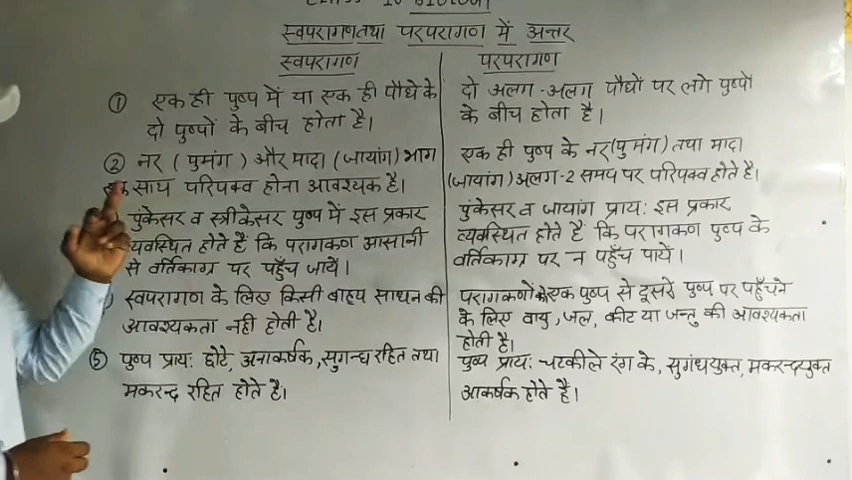 CLASS 10 BIOLOGY
स्वपरागण तथा परपरागण में अन्तर
स्वपरागण
① एक ही पुष्प में या एक ही पौधे के
दो पुष्पों के बीच होता है।
② नर (पुमंग) और मादा (जायांग) भाग
एक साथ परिपक्व होना आवश्यक है।
पुंकेसर व स्त्रीकेसर पुष्प में इस प्रकार
व्यवस्थित होते हैं कि परागकण आसानी
से वर्तिकाग्र पर पहुँच जायें।
स्वपरागण के लिए किसी बाह्य साधन की
आवश्यकता नही होती है।
⑤ पुष्प प्रायः छोटे, अनाकर्षक, सुगन्ध रहित तथा
मकरन्द रहित होते है।
परपरागण
दो अलग-अलग पौधों पर लगे पुष्पों
के बीच होता है।
एक ही पुष्प के नर (पुमंग) तथा मादा
(जायांग) अलग-2 समय पर परिपक्व होते है।
पुंकेसर व जायांग प्रायः इस प्रकार
व्यवस्थित होते हैं कि परागकण पुष्प के
वर्तिकाग्र पर न पहुँच पायें।
परागकणों को एक पुष्प से दूसरे पुष्प पर पहुँचने
के लिए वायु, जल, कीट या जन्तु की आवश्यकता
होती है।
पुष्प प्रायः चटकीले रंग के, सुगंधयुक्त, मकरन्दयुक्त
आकर्षक होते है।